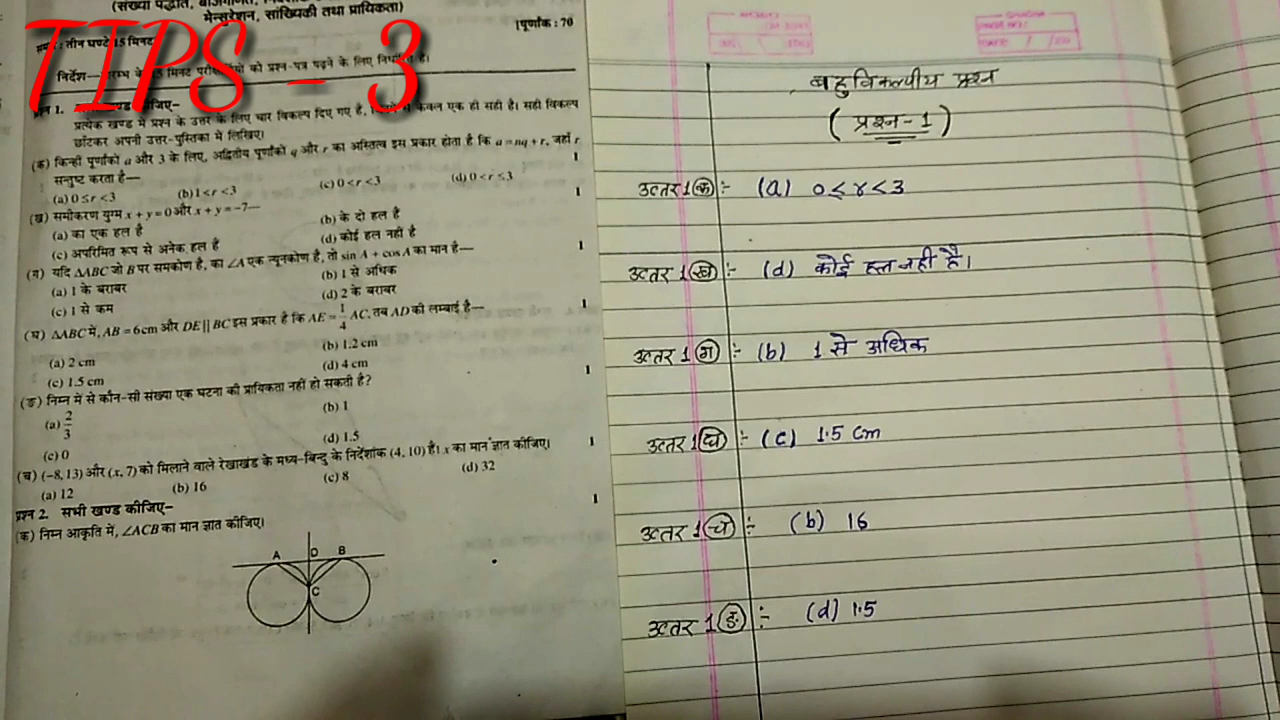 (संख्या पद्धति, बीजगणित,
मेन्सुरेशन, सांख्यिकी तथा प्रायिकता)
TIPS - 3
: तीन घण्टे 15 मिनट
[पूर्णांक : 70
निर्देश— के 15 मिनट को प्रश्न-पत्र पढ़ने के लिए है।
प्रश्न 1. कीजिए–
प्रत्येक खण्ड में प्रश्न के उत्तर के लिए चार विकल्प दिए गए है, केवल एक ही सही है। सही विकल्प
छाँटकर अपनी उत्तर-पुस्तिका में लिखिए।
(क) किन्हीं पूर्णांको a और 3 के लिए, अद्वितीय पूर्णांको q और r का अस्तित्व इस प्रकार होता है कि a = nq + r, जहाँ r
सन्तुष्ट करता है— 1
(a) 0 ≤ r < 3 (b) 1 < r < 3 (c) 0 < r < 3 (d) 0 < r ≤ 3
(ख) समीकरण युग्म x + y = 0 और x + y = –7— 1
(a) का एक हल है (b) के दो हल है
(c) अपरिमित रूप से अनेक हल है (d) कोई हल नहीं है
(ग) यदि ΔABC जो B पर समकोण है, का ∠A एक न्यूनकोण है, तो sin A + cos A का मान है— 1
(a) 1 के बराबर (b) 1 से अधिक
(c) 1 से कम (d) 2 के बराबर
(घ) ΔABC में, AB = 6cm और DE || BC इस प्रकार है कि AE = 1/4 AC, तब AD की लम्बाई है— 1
(a) 2 cm (b) 1.2 cm
(c) 1.5 cm (d) 4 cm
(ङ) निम्न में से कौन-सी संख्या एक घटना की प्रायिकता नहीं हो सकती है? 1
(a) 2/3 (b) 1
(c) 0 (d) 1.5
(च) (–8, 13) और (x, 7) को मिलाने वाले रेखाखंड के मध्य-बिन्दु के निर्देशांक (4, 10) है। x का मान ज्ञात कीजिए। 1
(a) 12 (b) 16 (c) 8 (d) 32
प्रश्न 2. सभी खण्ड कीजिए–
(क) निम्न आकृति में, ∠ACB का मान ज्ञात कीजिए। 1
A D B
C
बहुविकल्पीय प्रश्न
( प्रश्न-1 )
उत्तर 1 (क) :- (a) 0 ≤ r < 3
उत्तर 1 (ख) :- (d) कोई हल नहीं है।
उत्तर 1 (ग) :- (b) 1 से अधिक
उत्तर 1 (घ) :- (c) 1.5 cm
उत्तर 1 (च) :- (b) 16
उत्तर 1 (ङ) :- (d) 1.5